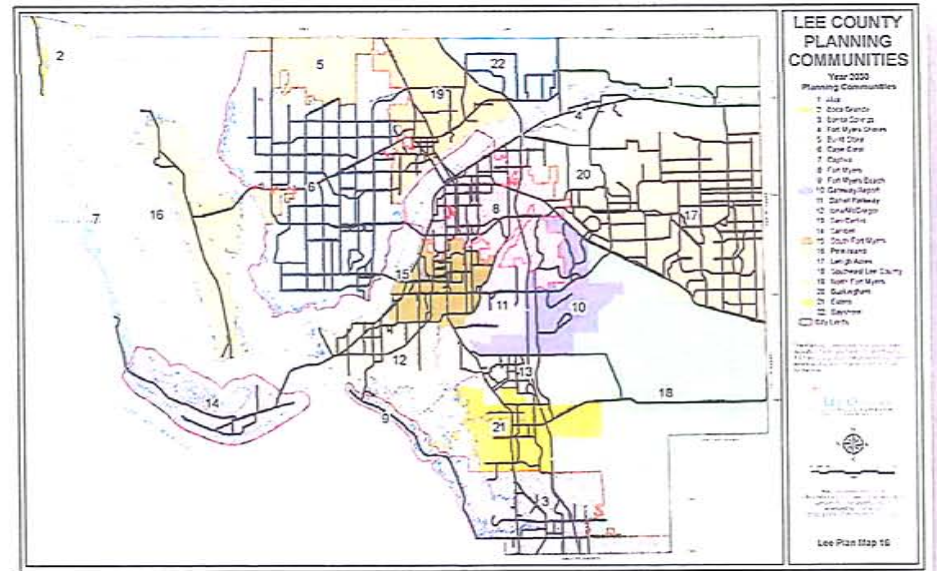 LEE COUNTY
PLANNING
COMMUNITIES
Year 2030
Planning Communities
1 Alva
2 Boca Grande
3 Bonita Springs
4 Fort Myers Shores
5 Burnt Store
6 Cape Coral
7 Captiva
8 Fort Myers
9 Fort Myers Beach
10 Gateway/Airport
11 Daniels Parkway
12 Iona/McGregor
13 San Carlos
14 Sanibel
15 South Fort Myers
16 Pine Island
17 Lehigh Acres
18 Southeast Lee County
19 North Fort Myers
20 Buckingham
21 Estero
22 Bayshore
City Limits
Lee Plan Map 16
2
5
22
1
19
4
20
6
8
17
7
16
15
11
10
12
13
14
18
9
21
3